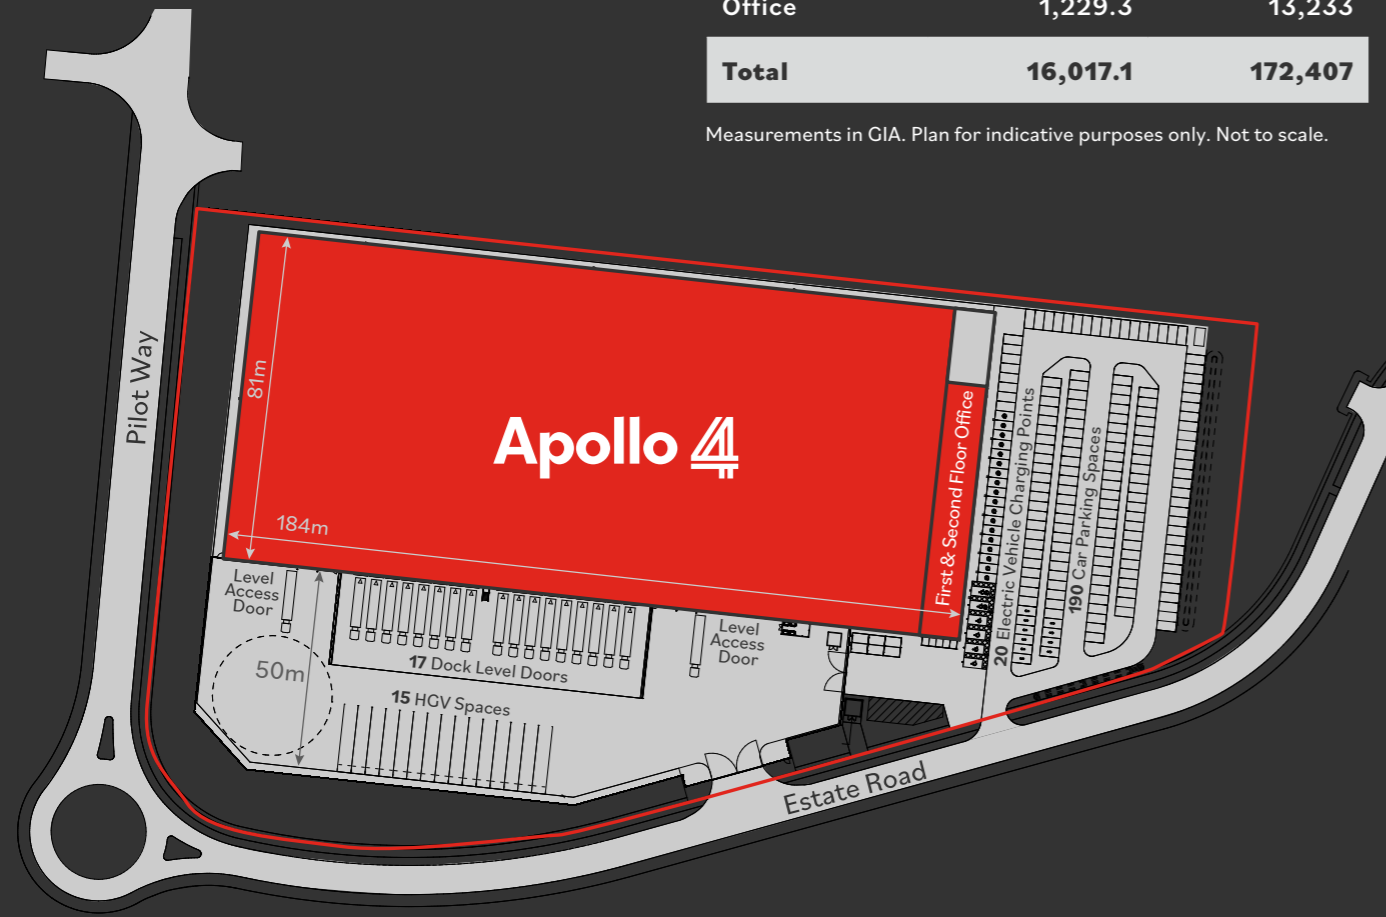 Office 1,229.3 13,233
Total 16,017.1 172,407
Measurements in GIA. Plan for indicative purposes only. Not to scale.
Pilot Way
81m
Apollo 4
184m
First & Second Floor Office
20 Electric Vehicle Charging Points
190 Car Parking Spaces
Level
Access
Door
50m
17 Dock Level Doors
15 HGV Spaces
Level
Access
Door
Estate Road